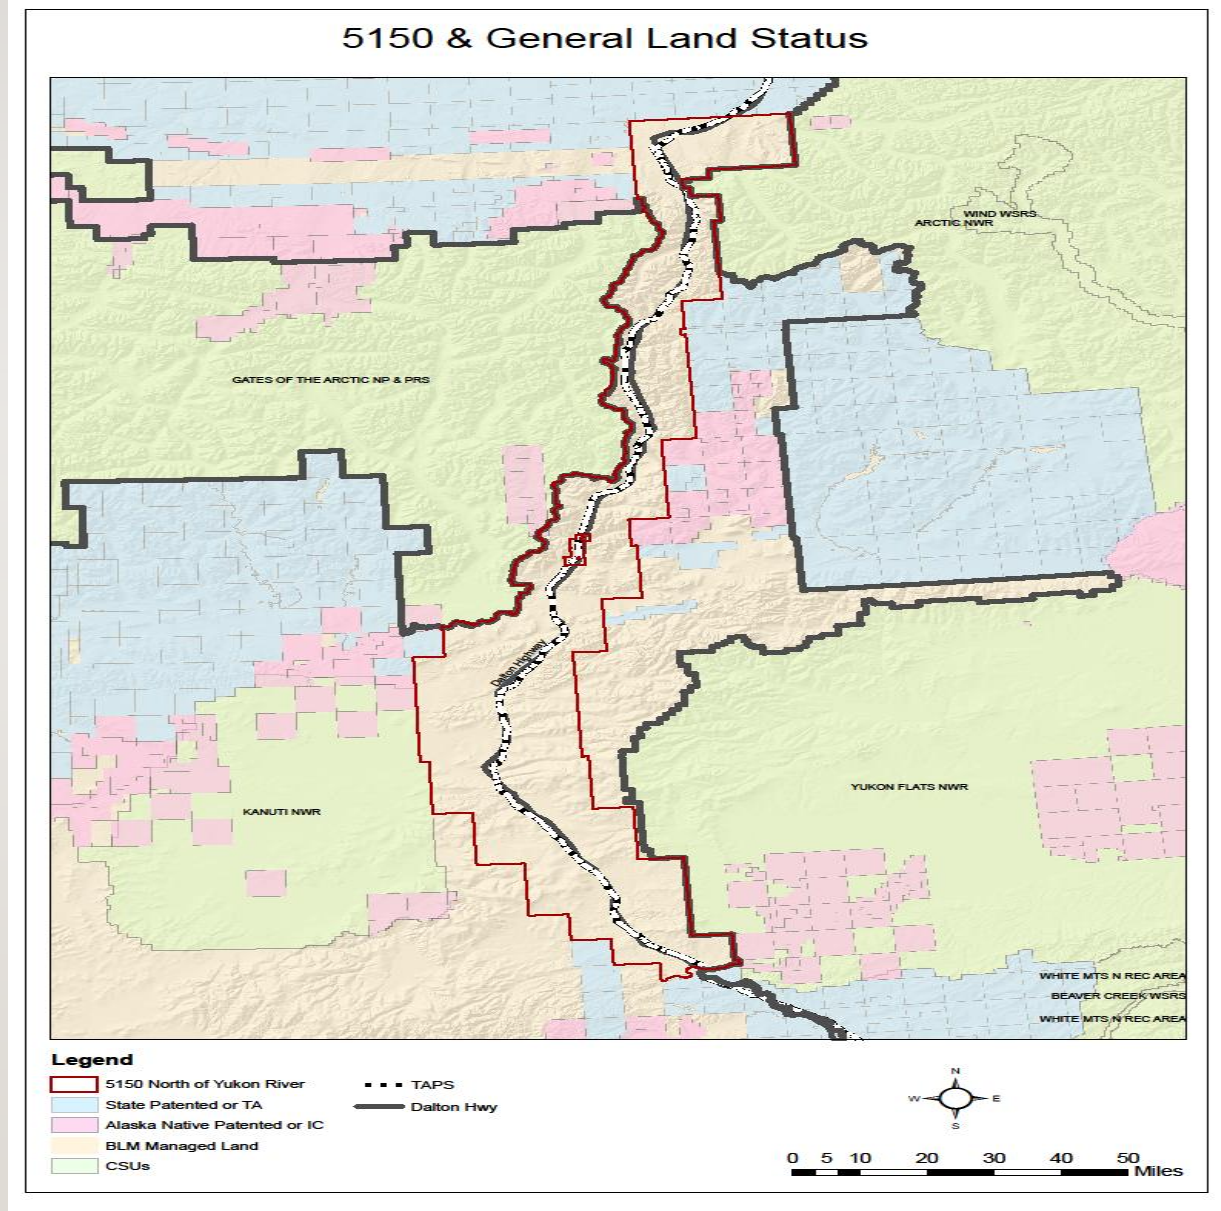 5150 & General Land Status
WIND WSRS
ARCTIC NWR
GATES OF THE ARCTIC NP & PRS
Dalton Highway
YUKON FLATS NWR
KANUTI NWR
WHITE MTS N REC AREA
BEAVER CREEK WSRS
WHITE MTS N REC AREA
Legend
5150 North of Yukon River
State Patented or TA
Alaska Native Patented or IC
BLM Managed Land
CSUs
TAPS
Dalton Hwy
N
W E
S
0 5 10 20 30 40 50
Miles